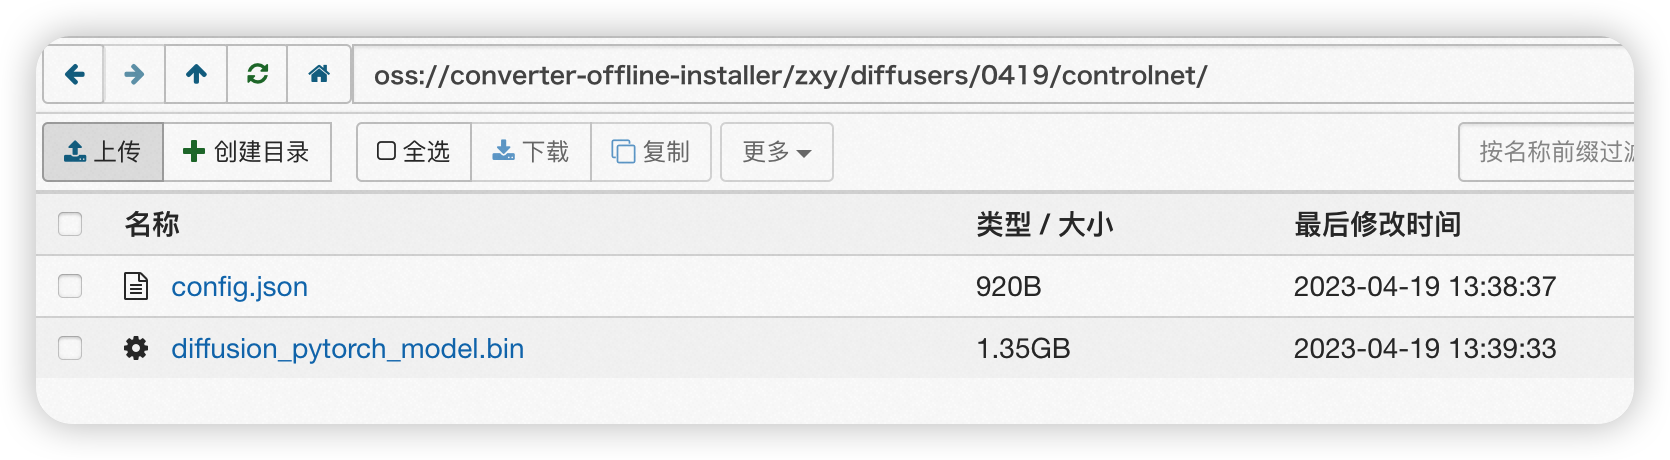 oss://converter-offline-installer/zxy/diffusers/0419/controlnet/
上传 创建目录 全选 下载 复制 更多 按名称前缀过滤
名称 类型 / 大小 最后修改时间
config.json 920B 2023-04-19 13:38:37
diffusion_pytorch_model.bin 1.35GB 2023-04-19 13:39:33